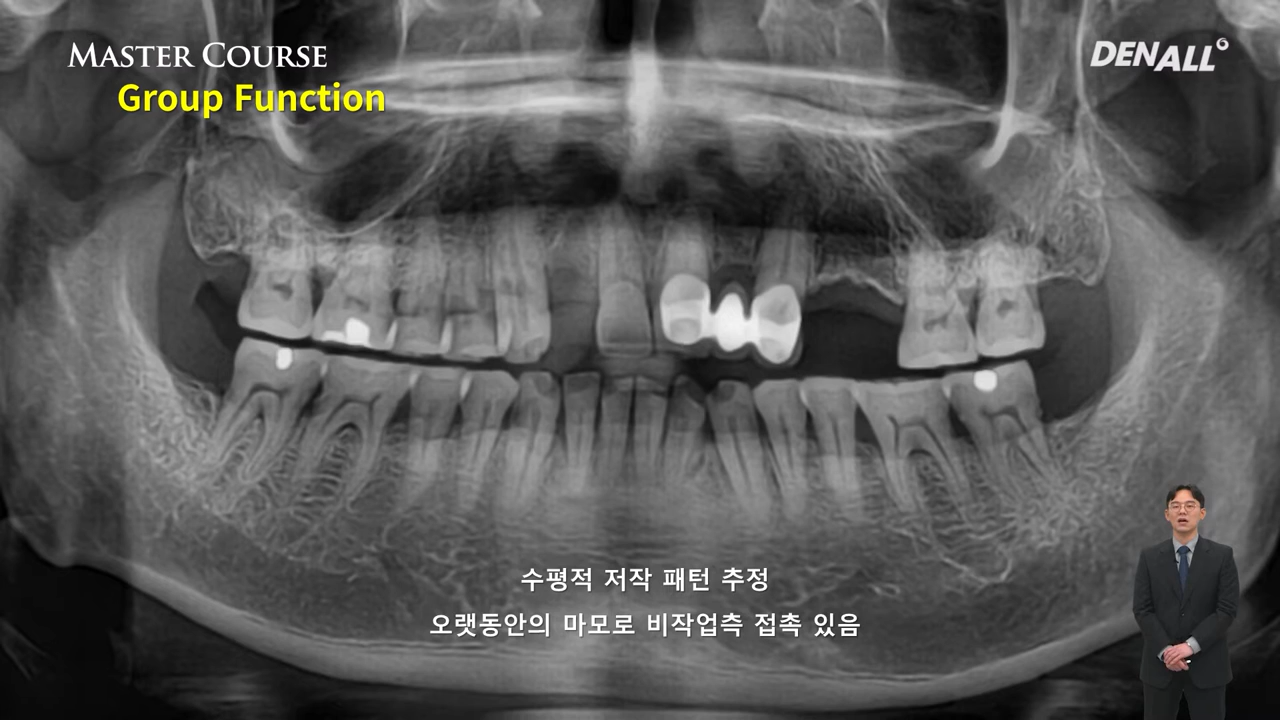 MASTER COURSE
Group Function
DENALL
수평적 저작 패턴 추정
오랫동안의 마모로 비작업측 접촉 있음